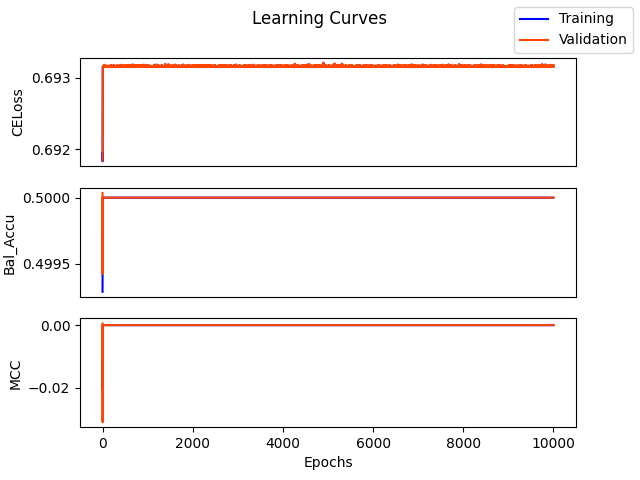 Learning Curves
Training
Validation
CELoss
0.693
0.692
Bal_Accu
0.5000
0.4995
MCC
0.00
−0.02
0 2000 4000 6000 8000 10000
Epochs